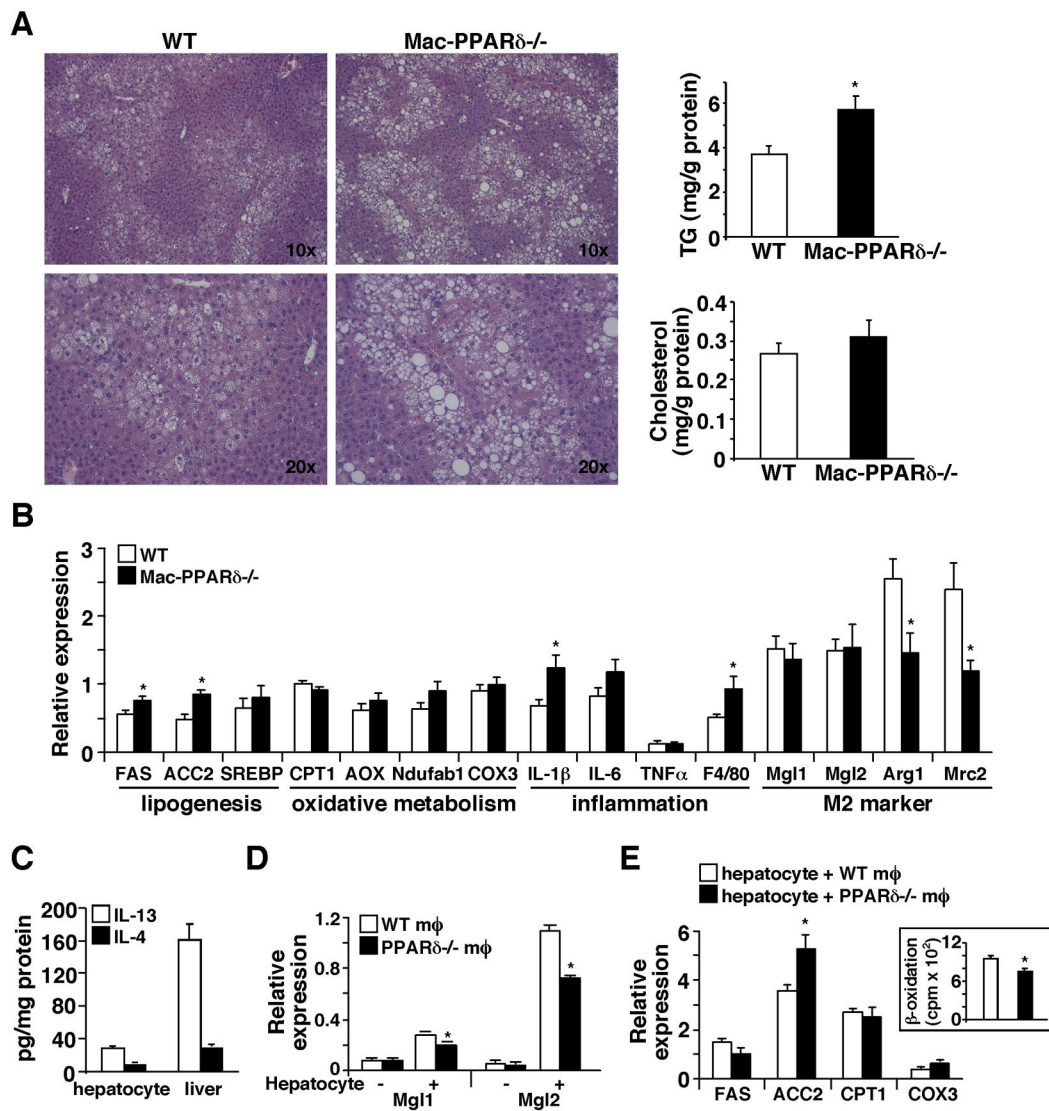 A
WT
Mac-PPARδ-/-
10x
10x
20x
20x
TG (mg/g protein)
6
4
2
0
WT
Mac-PPARδ-/-
*
Cholesterol
(mg/g protein)
0.4
0.3
0.2
0.1
0
WT
Mac-PPARδ-/-
B
Relative expression
3
2
1
0
WT
Mac-PPARδ-/-
* * * * * *
FAS ACC2 SREBP CPT1 AOX Ndufab1 COX3 IL-1β IL-6 TNFα F4/80 Mgl1 Mgl2 Arg1 Mrc2
lipogenesis oxidative metabolism inflammation M2 marker
C
pg/mg protein
200
160
120
80
40
0
IL-13
IL-4
hepatocyte liver
D
Relative
expression
1.2
0.8
0.4
0
WT mϕ
PPARδ-/- mϕ
* *
Hepatocyte - + - +
Mgl1 Mgl2
E
hepatocyte + WT mϕ
hepatocyte + PPARδ-/- mϕ
Relative
expression
6
4
2
0
*
FAS ACC2 CPT1 COX3
β-oxidation
(cpm x 10²)
12
9
6
3
0
*